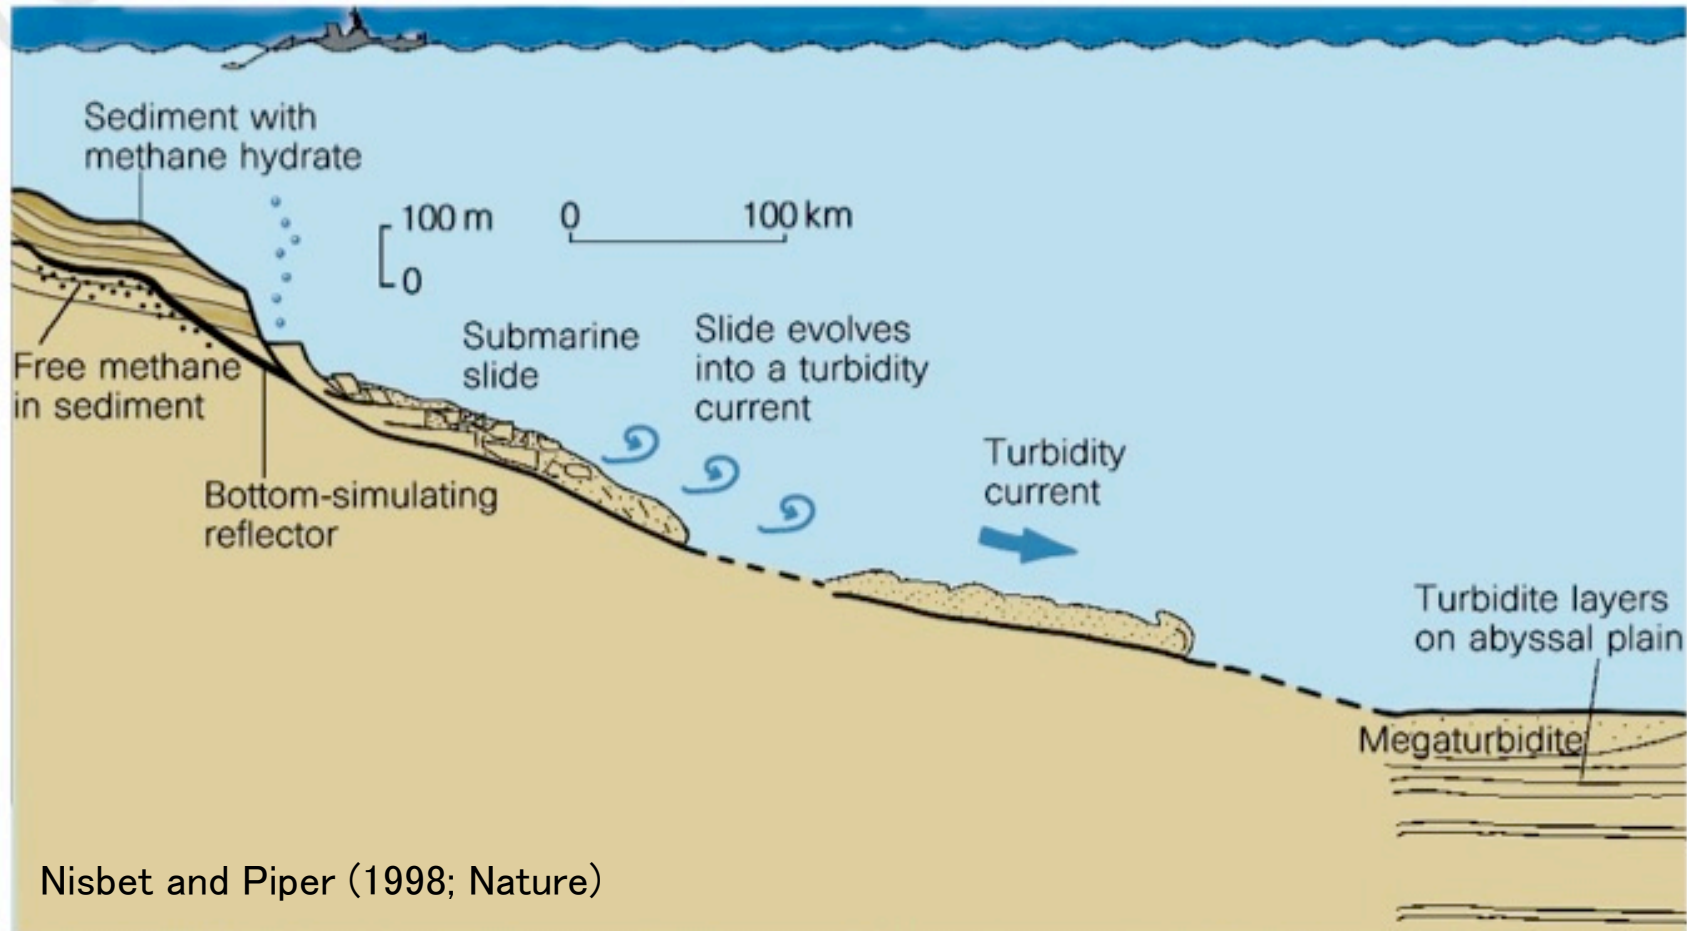 Sediment with
methane hydrate
100 m
0
0 100 km
Submarine
slide
Slide evolves
into a turbidity
current
Free methane
in sediment
Bottom-simulating
reflector
Turbidity
current
Turbidite layers
on abyssal plain
Megaturbidite
Nisbet and Piper (1998; Nature)